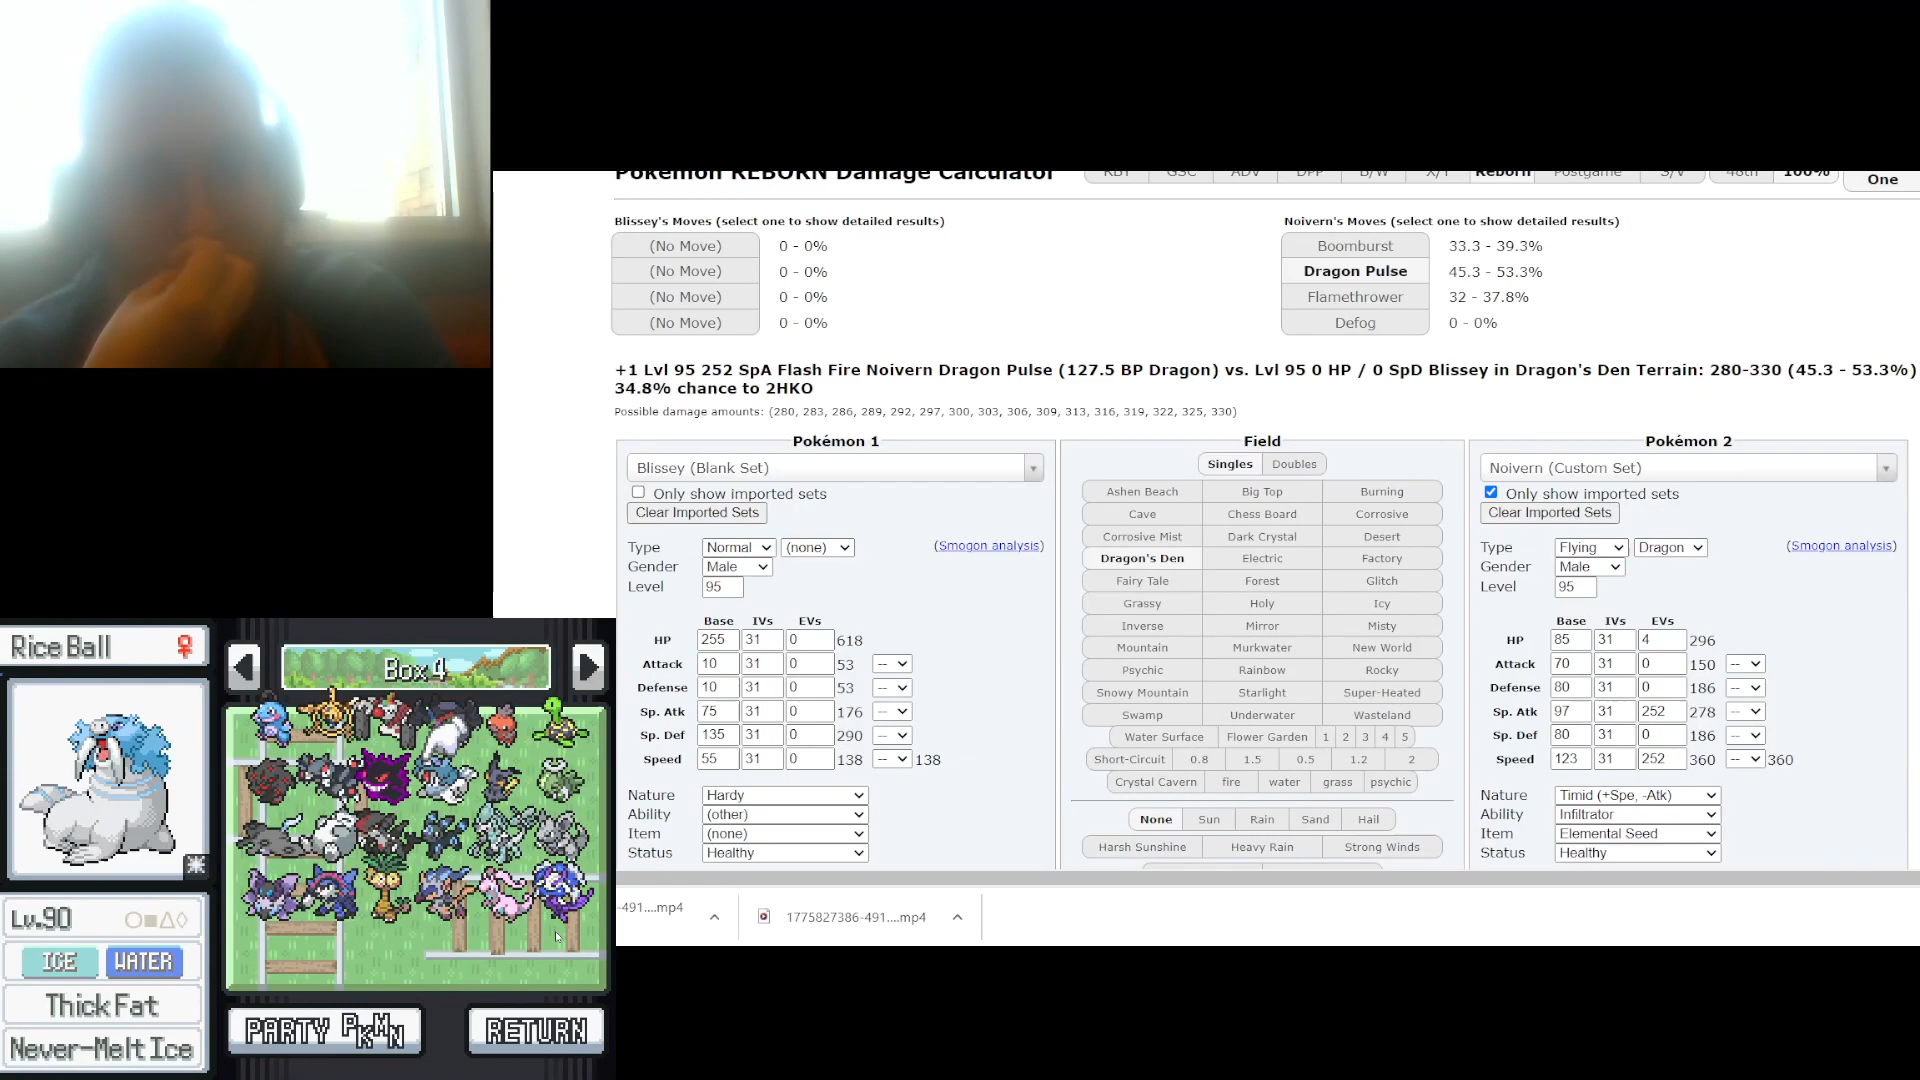 Pokémon REBORN Damage Calculator
RBY GSC ADV DPP B/W X/Y Reborn Postgame S/V 48th 100% One
Blissey's Moves (select one to show detailed results)
(No Move) 0 - 0%
(No Move) 0 - 0%
(No Move) 0 - 0%
(No Move) 0 - 0%
Noivern's Moves (select one to show detailed results)
Boomburst 33.3 - 39.3%
Dragon Pulse 45.3 - 53.3%
Flamethrower 32 - 37.8%
Defog 0 - 0%
+1 Lvl 95 252 SpA Flash Fire Noivern Dragon Pulse (127.5 BP Dragon) vs. Lvl 95 0 HP / 0 SpD Blissey in Dragon's Den Terrain: 280-330 (45.3 - 53.3%)
34.8% chance to 2HKO
Possible damage amounts: (280, 283, 286, 289, 292, 297, 300, 303, 306, 309, 313, 316, 319, 322, 325, 330)
Pokémon 1
Blissey (Blank Set)
Only show imported sets
Clear Imported Sets
Type Normal (none) (Smogon analysis)
Gender Male
Level 95
Base IVs EVs
HP 255 31 0 618
Attack 10 31 0 53 --
Defense 10 31 0 53 --
Sp. Atk 75 31 0 176 --
Sp. Def 135 31 0 290 --
Speed 55 31 0 138 -- 138
Nature Hardy
Ability (other)
Item (none)
Status Healthy
Field
Singles Doubles
Ashen Beach Big Top Burning
Cave Chess Board Corrosive
Corrosive Mist Dark Crystal Desert
Dragon's Den Electric Factory
Fairy Tale Forest Glitch
Grassy Holy Icy
Inverse Mirror Misty
Mountain Murkwater New World
Psychic Rainbow Rocky
Snowy Mountain Starlight Super-Heated
Swamp Underwater Wasteland
Water Surface Flower Garden 1 2 3 4 5
Short-Circuit 0.8 1.5 0.5 1.2 2
Crystal Cavern fire water grass psychic
None Sun Rain Sand Hail
Harsh Sunshine Heavy Rain Strong Winds
Pokémon 2
Noivern (Custom Set)
Only show imported sets
Clear Imported Sets
Type Flying Dragon (Smogon analysis)
Gender Male
Level 95
Base IVs EVs
HP 85 31 4 296
Attack 70 31 0 150 --
Defense 80 31 0 186 --
Sp. Atk 97 31 252 278 --
Sp. Def 80 31 0 186 --
Speed 123 31 252 360 -- 360
Nature Timid (+Spe, -Atk)
Ability Infiltrator
Item Elemental Seed
Status Healthy
-491....mp4
1775827386-491....mp4
Rice Ball
Lv.90
ICE WATER
Thick Fat
Never-Melt Ice
Box 4
PARTY PKMN
RETURN